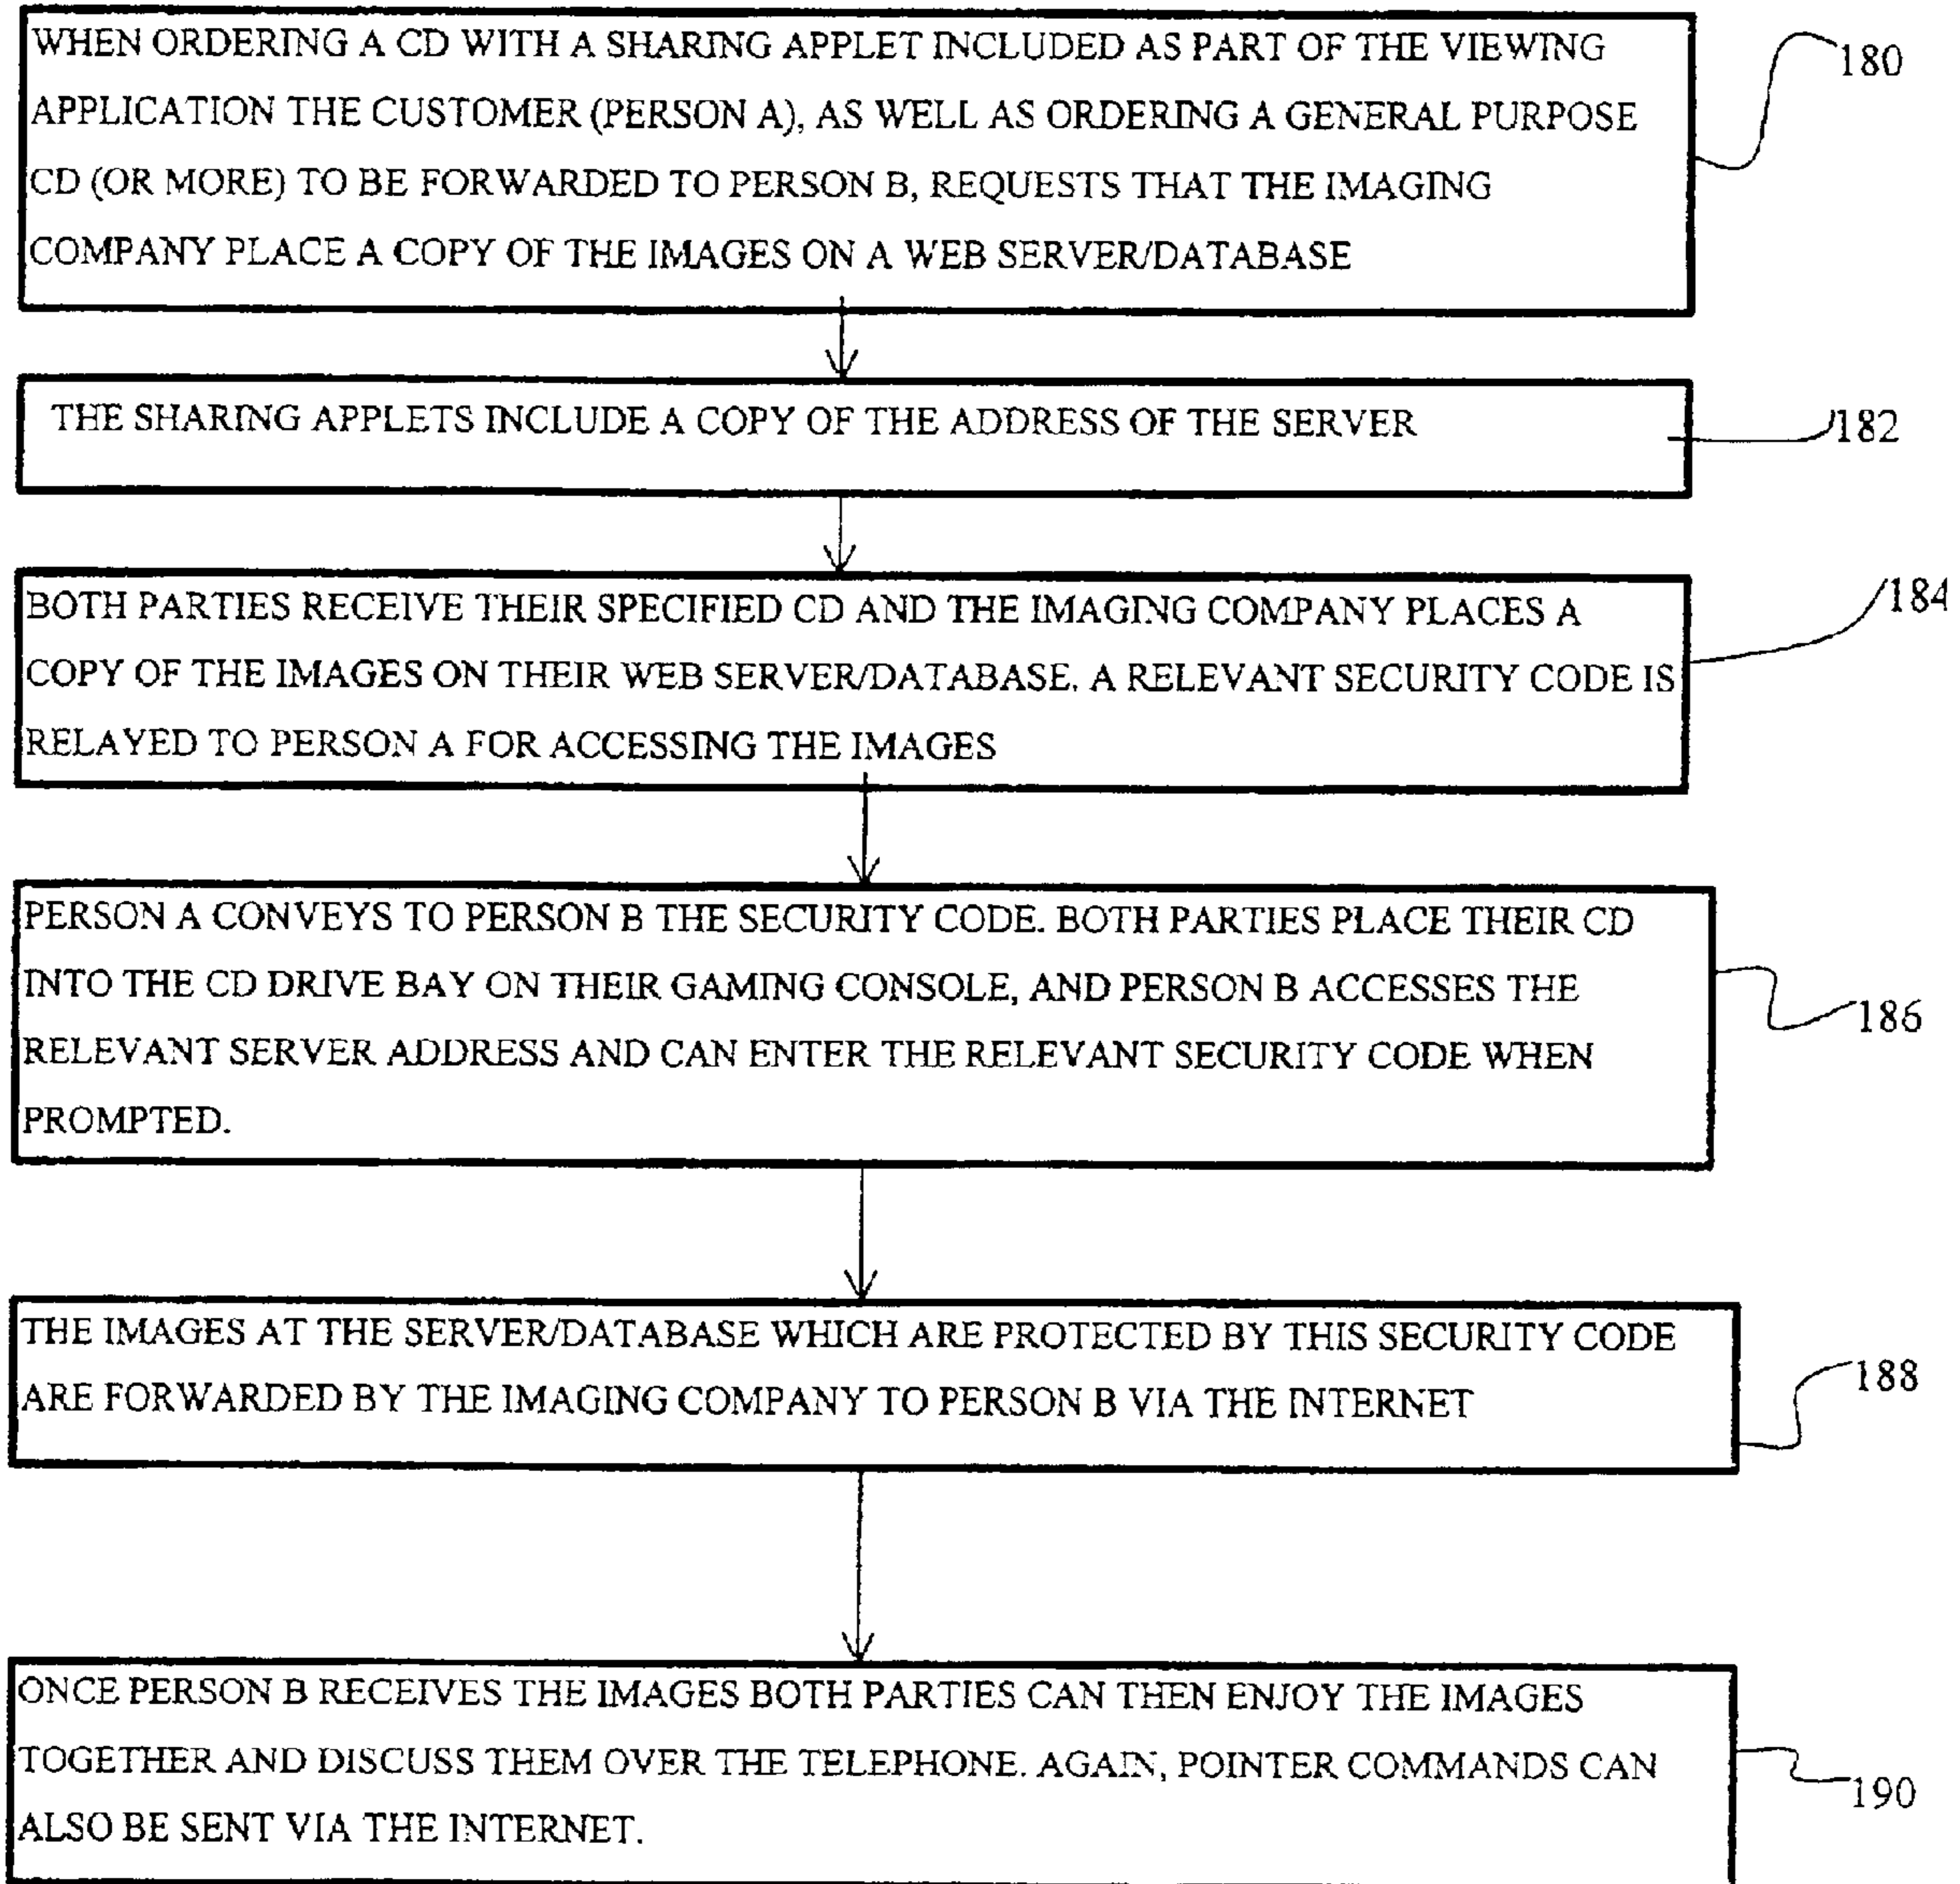 WHEN ORDERING A CD WITH A SHARING APPLET INCLUDED AS PART OF THE VIEWING
APPLICATION THE CUSTOMER (PERSON A), AS WELL AS ORDERING A GENERAL PURPOSE
CD (OR MORE) TO BE FORWARDED TO PERSON B, REQUESTS THAT THE IMAGING
COMPANY PLACE A COPY OF THE IMAGES ON A WEB SERVER/DATABASE
180
THE SHARING APPLETS INCLUDE A COPY OF THE ADDRESS OF THE SERVER
182
BOTH PARTIES RECEIVE THEIR SPECIFIED CD AND THE IMAGING COMPANY PLACES A
COPY OF THE IMAGES ON THEIR WEB SERVER/DATABASE. A RELEVANT SECURITY CODE IS
RELAYED TO PERSON A FOR ACCESSING THE IMAGES
184
PERSON A CONVEYS TO PERSON B THE SECURITY CODE. BOTH PARTIES PLACE THEIR CD
INTO THE CD DRIVE BAY ON THEIR GAMING CONSOLE, AND PERSON B ACCESSES THE
RELEVANT SERVER ADDRESS AND CAN ENTER THE RELEVANT SECURITY CODE WHEN
PROMPTED.
186
THE IMAGES AT THE SERVER/DATABASE WHICH ARE PROTECTED BY THIS SECURITY CODE
ARE FORWARDED BY THE IMAGING COMPANY TO PERSON B VIA THE INTERNET
188
ONCE PERSON B RECEIVES THE IMAGES BOTH PARTIES CAN THEN ENJOY THE IMAGES
TOGETHER AND DISCUSS THEM OVER THE TELEPHONE. AGAIN, POINTER COMMANDS CAN
ALSO BE SENT VIA THE INTERNET.
190